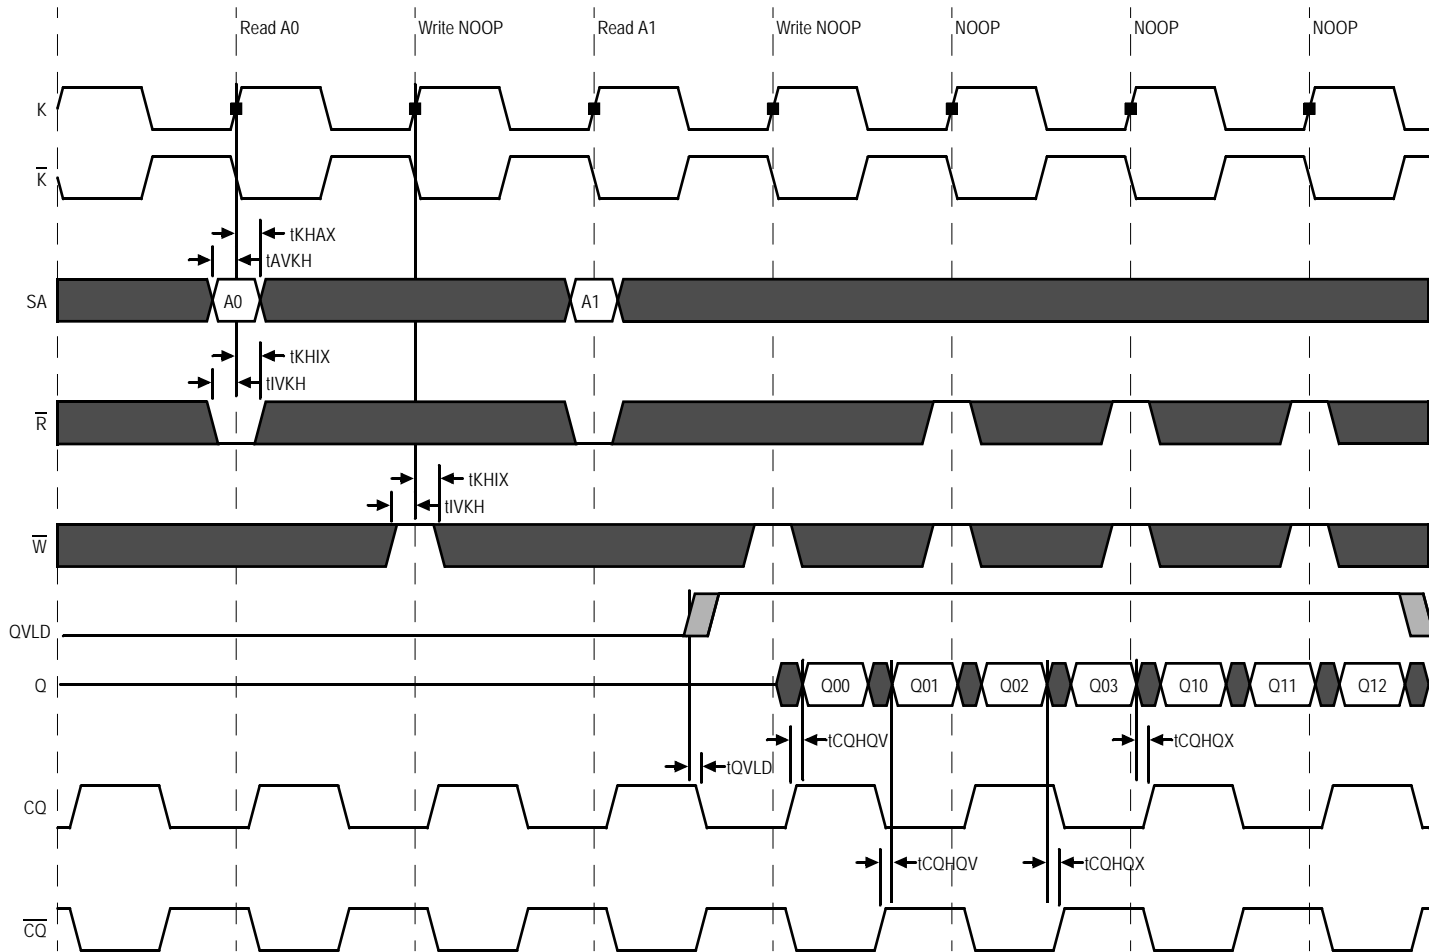 Read A0 Write NOOP Read A1 Write NOOP NOOP NOOP NOOP
K
K̅
tKHAX
tAVKH
SA A0 A1
tKHIX
tIVKH
R̅
tKHIX
tIVKH
W̅
QVLD
Q Q00 Q01 Q02 Q03 Q10 Q11 Q12
tCQHQV tCQHQX
tQVLD
CQ
tCQHQV tCQHQX
C̅Q̅